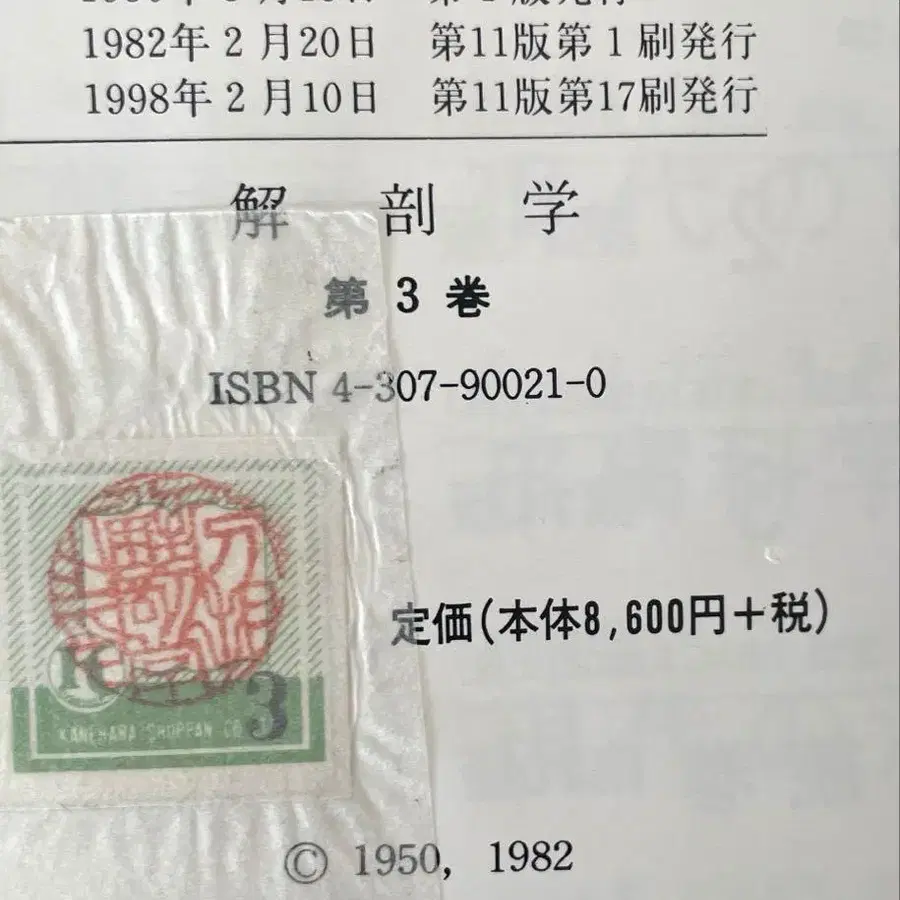 1982年2月20日 第11版第1刷発行
1998年2月10日 第11版第17刷発行
解剖学
第3巻
ISBN 4-307-90021-0
定価(本体8,600円+税)
K
3
KANEHARA SHUPPAN CO
© 1950, 1982